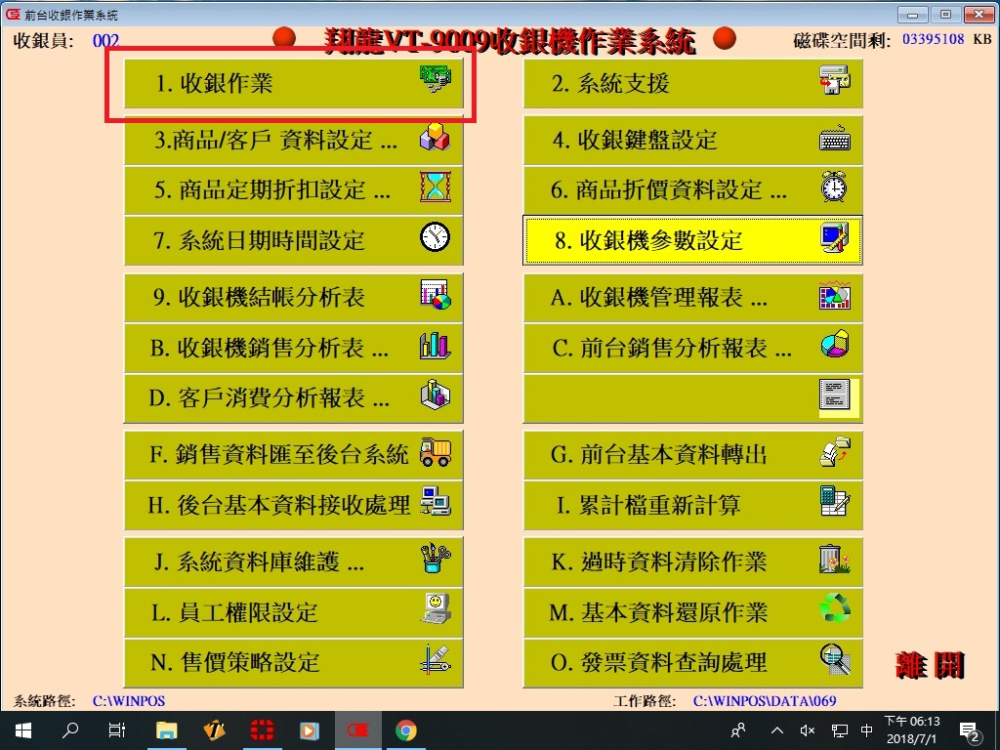 前台收銀作業系統
收銀員: 002
翔龍VT-9009收銀機作業系統
磁碟空間剩: 03395108 KB
1. 收銀作業
2. 系統支援
3.商品/客戶 資料設定 ...
4. 收銀鍵盤設定
5. 商品定期折扣設定 ...
6. 商品折價資料設定 ...
7. 系統日期時間設定
8. 收銀機參數設定
9. 收銀機結帳分析表
A. 收銀機管理報表 ...
B. 收銀機銷售分析表 ...
C. 前台銷售分析報表 ...
D. 客戶消費分析報表 ...
F. 銷售資料匯至後台系統
G. 前台基本資料轉出
H. 後台基本資料接收處理
I. 累計檔重新計算
J. 系統資料庫維護 ...
K. 過時資料清除作業
L. 員工權限設定
M. 基本資料還原作業
N. 售價策略設定
O. 發票資料查詢處理
離 開
系統路徑: C:\WINPOS
工作路徑: C:\WINPOS\DATA\069
中
下午 06:13
2018/7/1
2